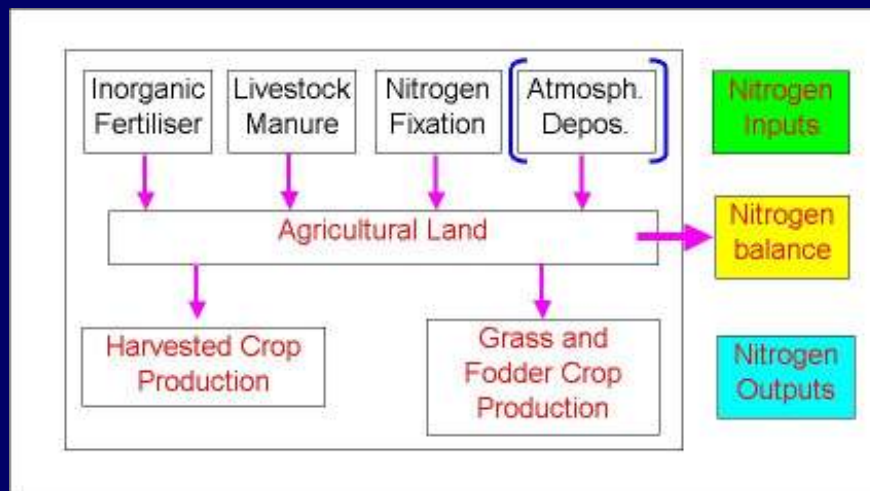 Inorganic
Fertiliser
Livestock
Manure
Nitrogen
Fixation
Atmosph.
Depos.
Nitrogen
Inputs
Agricultural Land
Nitrogen
balance
Harvested Crop
Production
Grass and
Fodder Crop
Production
Nitrogen
Outputs